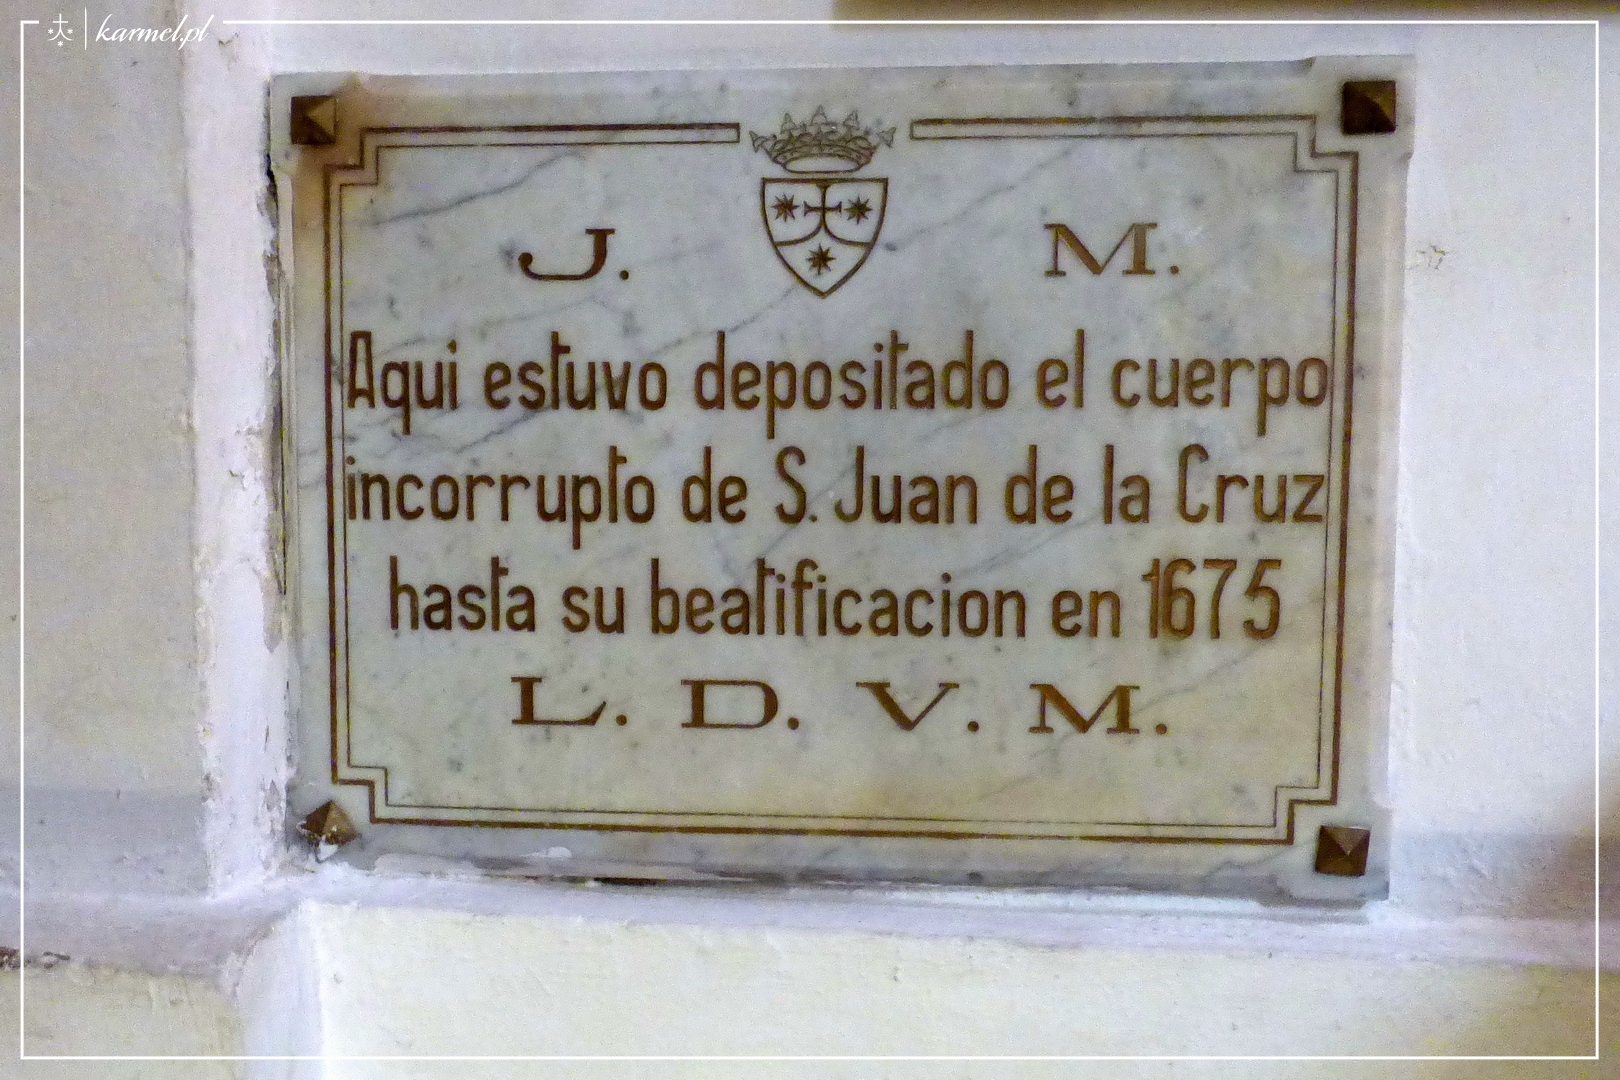 karmel.pl
J. M.
Aqui estuvo depositado el cuerpo
incorrupto de S. Juan de la Cruz
hasta su beatificacion en 1675
L. D. V. M.